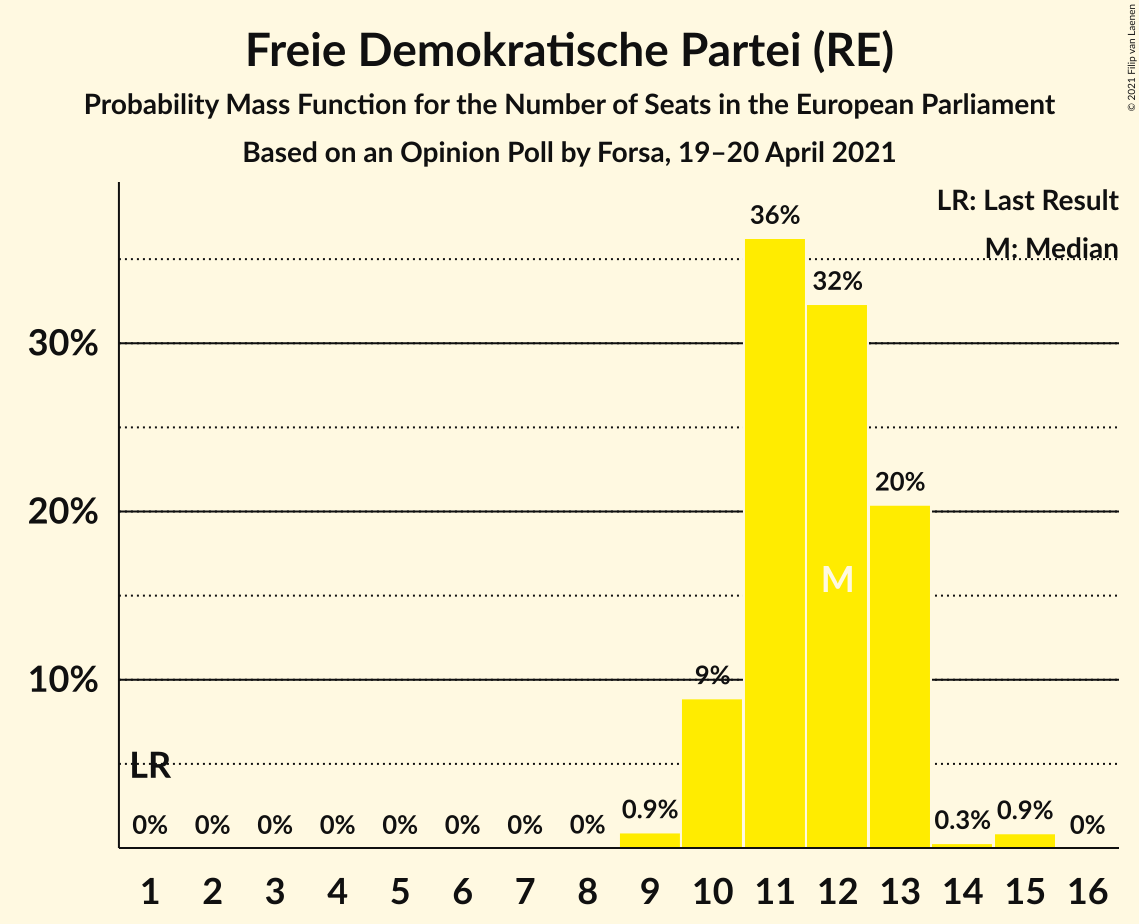 Freie Demokratische Partei (RE)
Probability Mass Function for the Number of Seats in the European Parliament
Based on an Opinion Poll by Forsa, 19–20 April 2021
© 2021 Filip van Laenen
LR: Last Result
M: Median
36%
32%
30%
20%
20%
M
10%
9%
LR
0% 0% 0% 0% 0% 0% 0% 0% 0.9% 0.3% 0.9% 0%
1 2 3 4 5 6 7 8 9 10 11 12 13 14 15 16